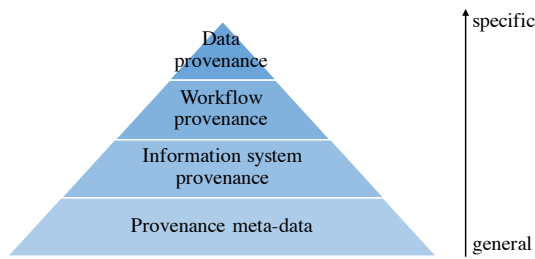 specific
Data
provenance
Workflow
provenance
Information system
provenance
Provenance meta-data
general